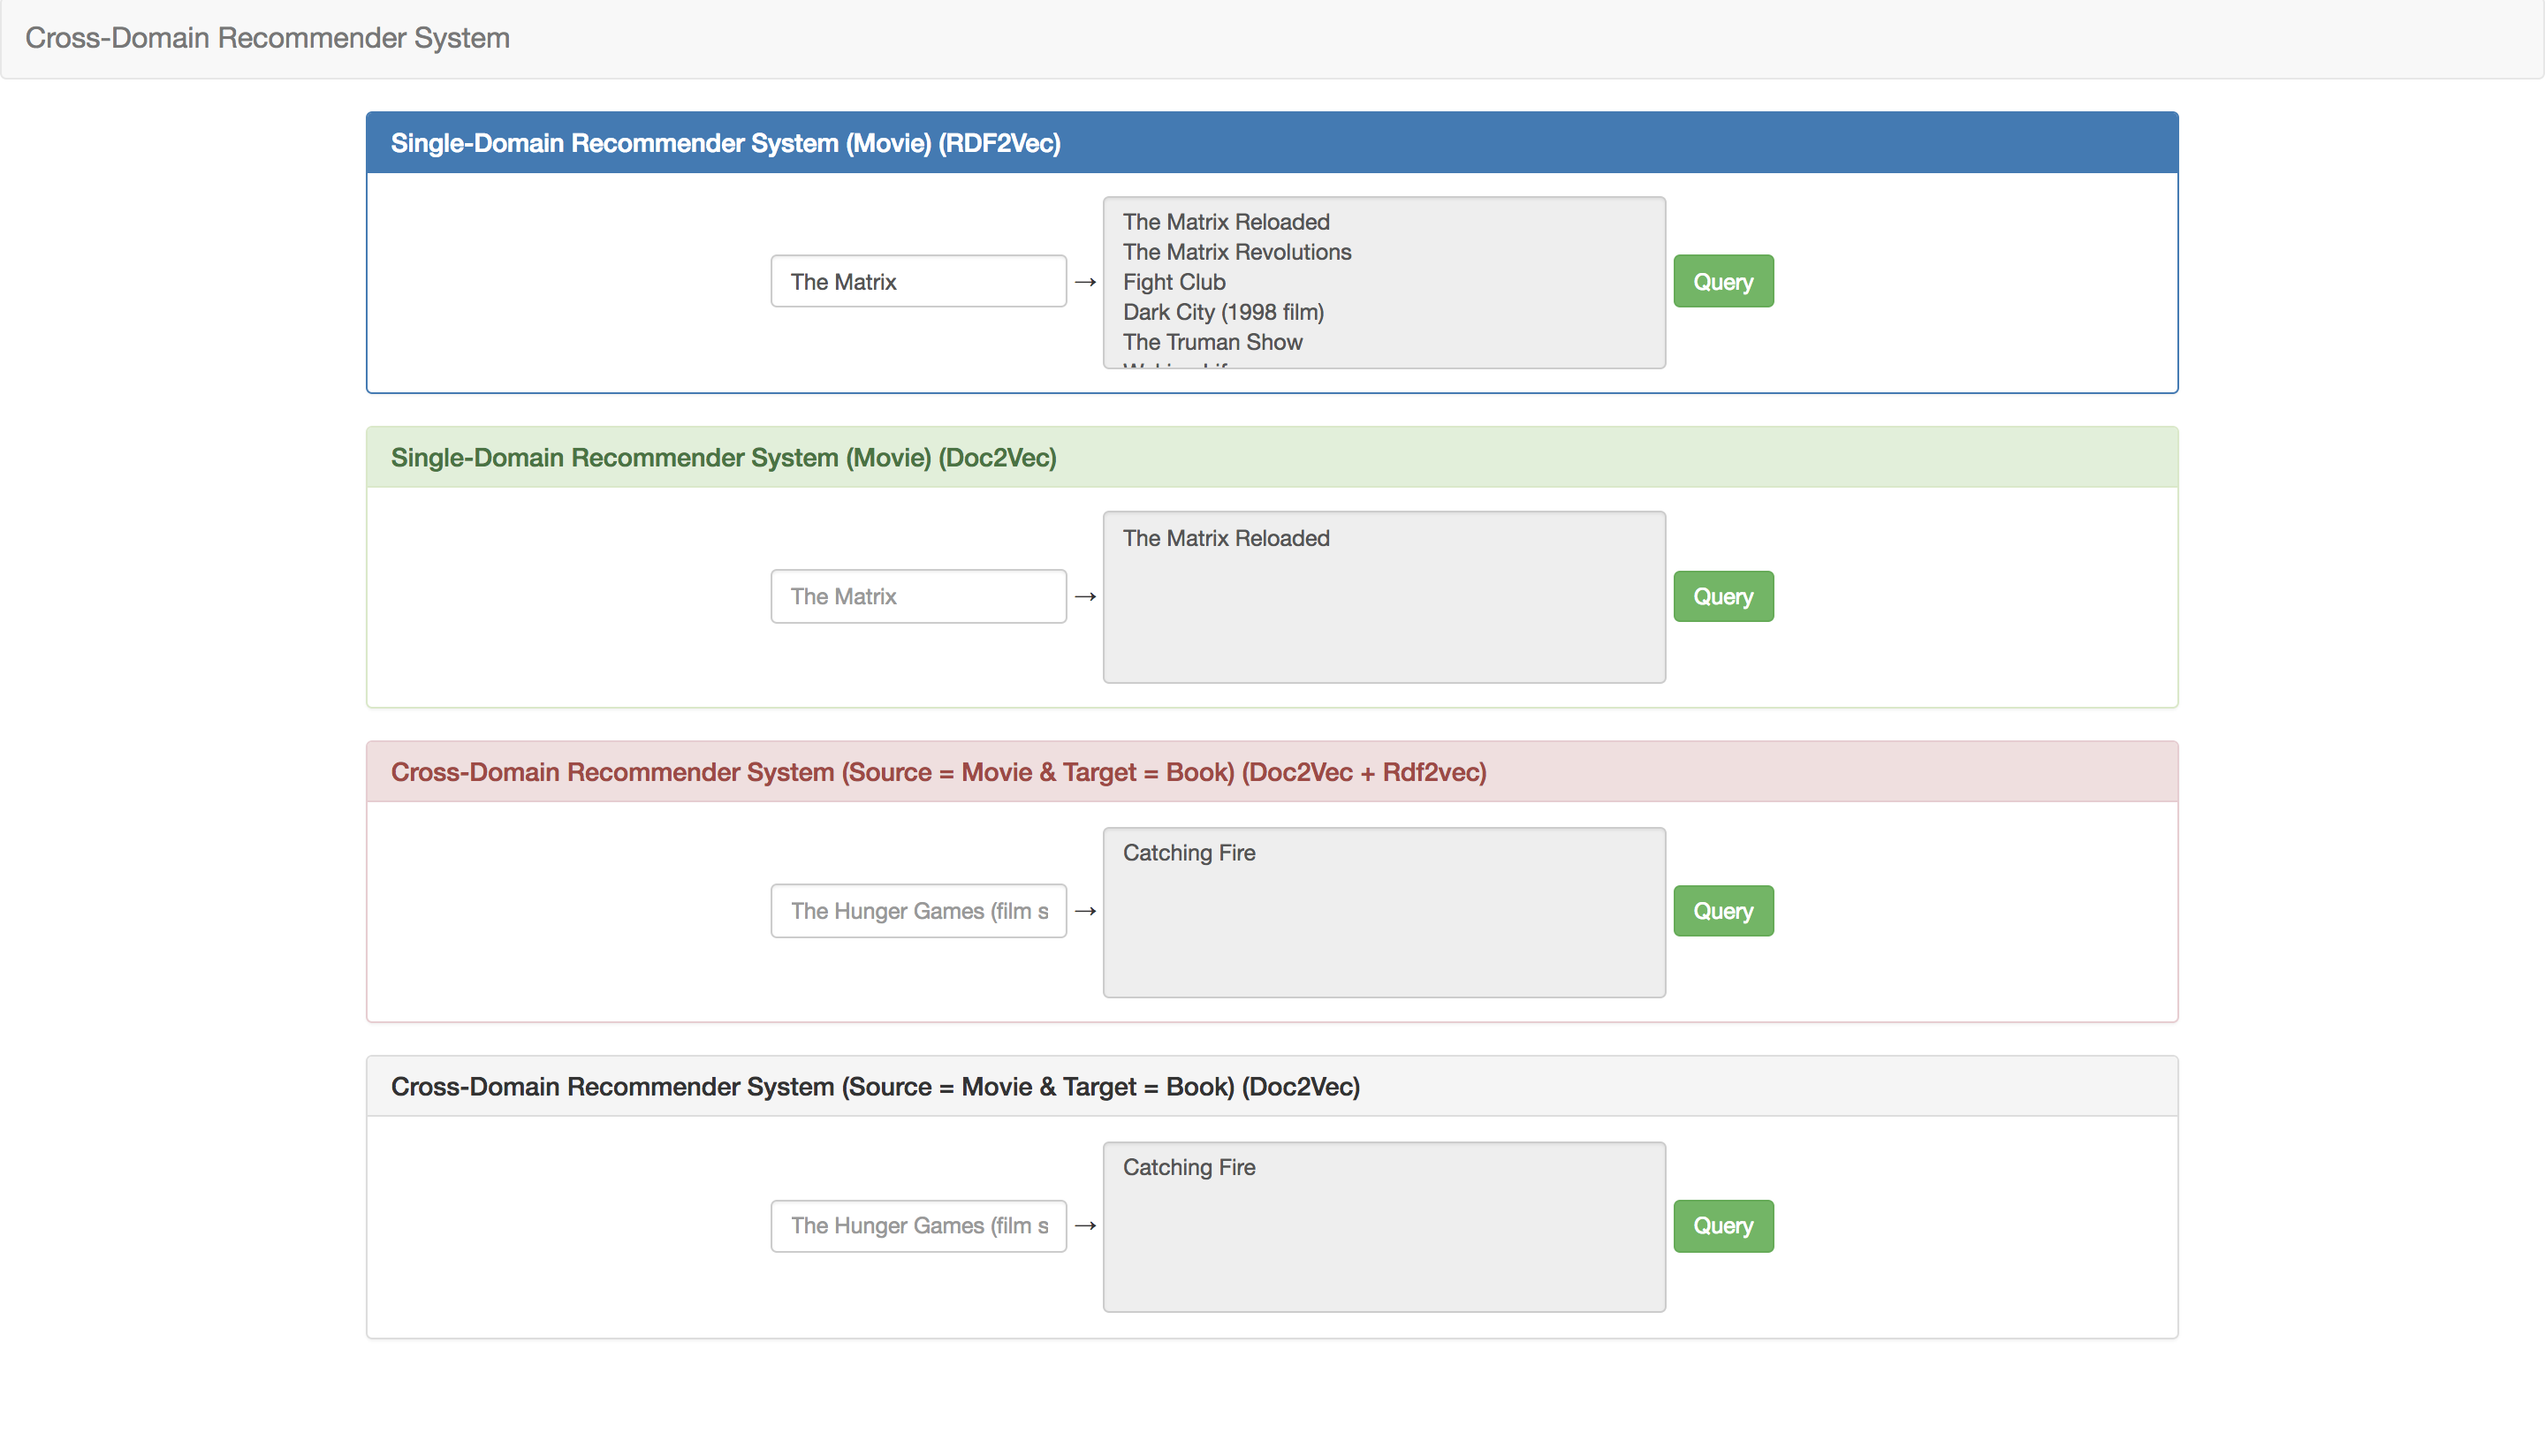 Cross-Domain Recommender System
Single-Domain Recommender System (Movie) (RDF2Vec)
The Matrix
→
The Matrix Reloaded
The Matrix Revolutions
Fight Club
Dark City (1998 film)
The Truman Show
Query
Single-Domain Recommender System (Movie) (Doc2Vec)
The Matrix
→
The Matrix Reloaded
Query
Cross-Domain Recommender System (Source = Movie & Target = Book) (Doc2Vec + Rdf2vec)
The Hunger Games (film s
→
Catching Fire
Query
Cross-Domain Recommender System (Source = Movie & Target = Book) (Doc2Vec)
The Hunger Games (film s
→
Catching Fire
Query